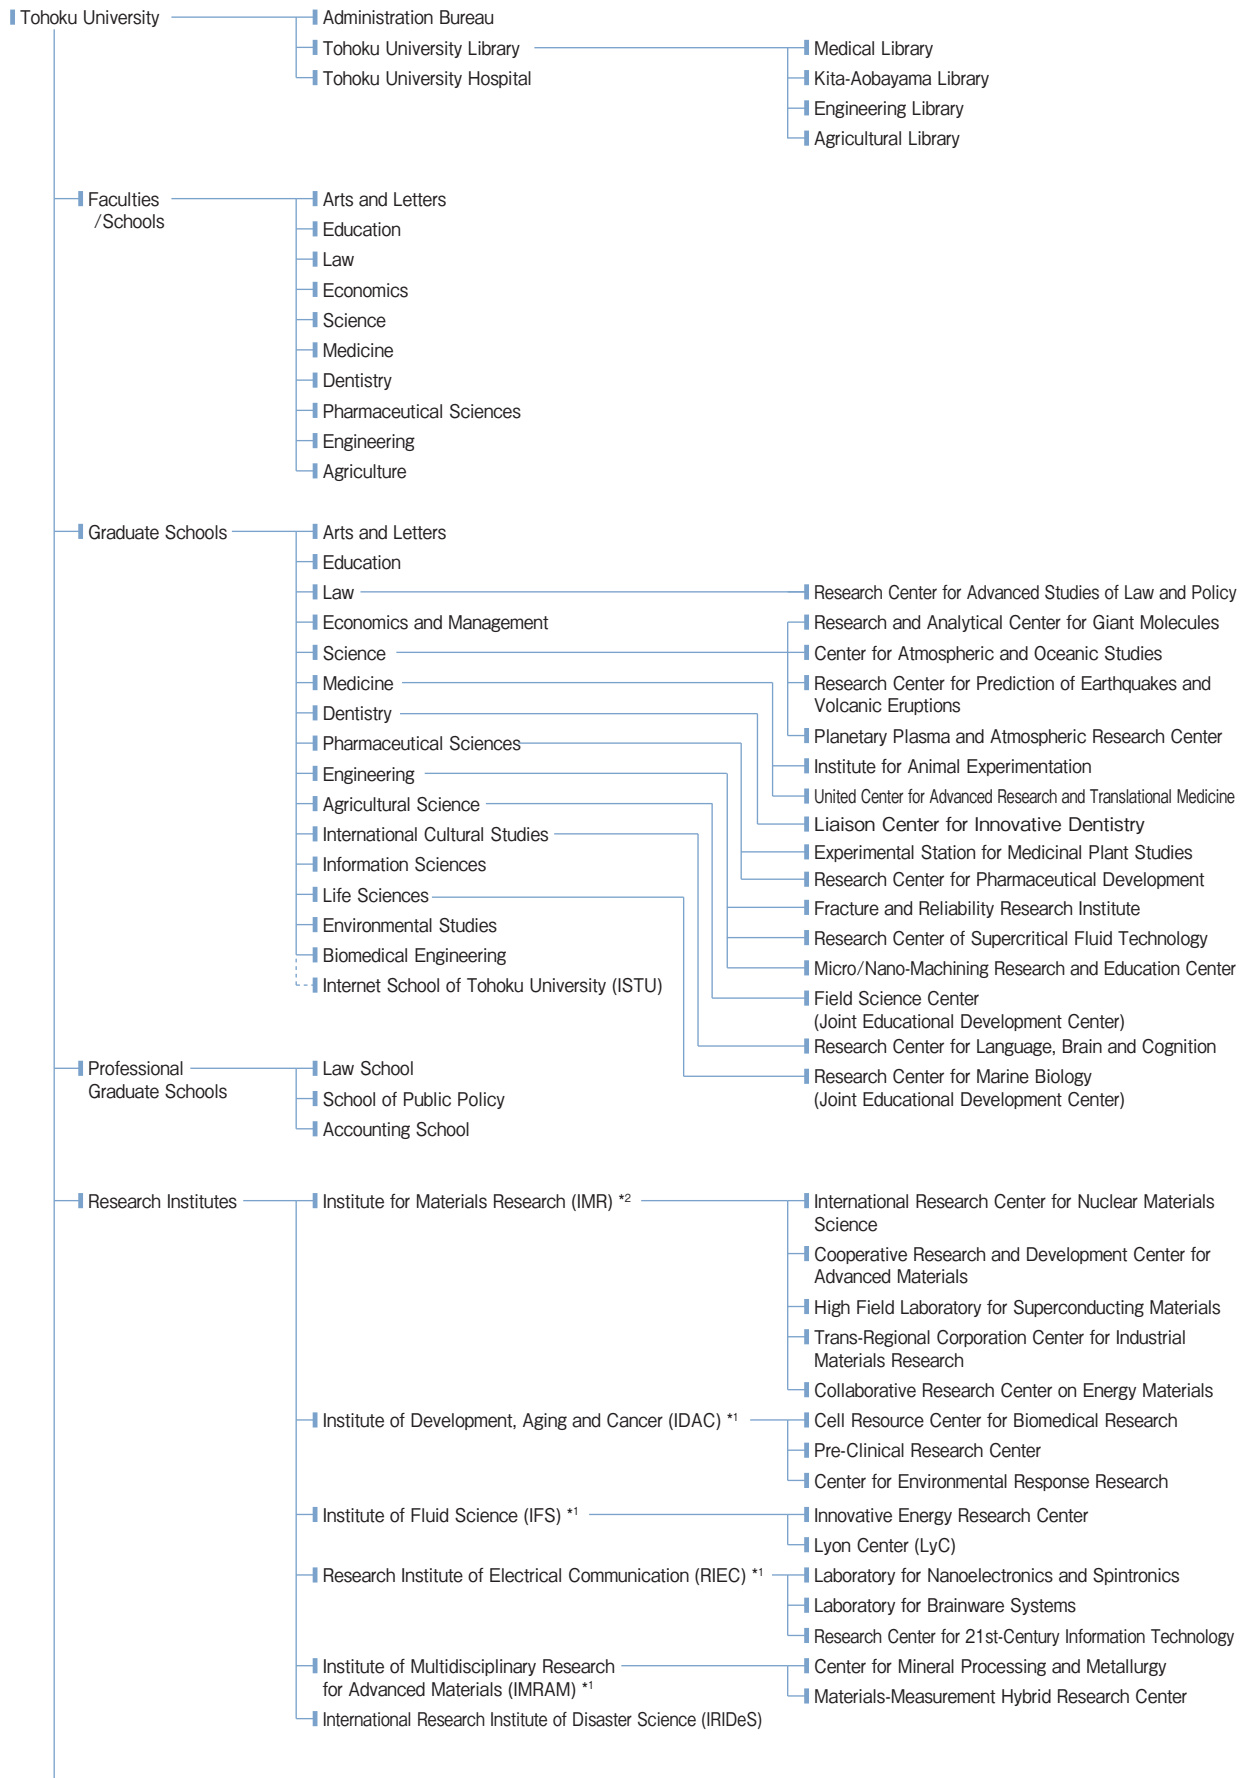 Tohoku University
Administration Bureau
Tohoku University Library
Medical Library
Tohoku University Hospital
Kita-Aobayama Library
Engineering Library
Agricultural Library
Faculties
/Schools
Arts and Letters
Education
Law
Economics
Science
Medicine
Dentistry
Pharmaceutical Sciences
Engineering
Agriculture
Graduate Schools
Arts and Letters
Education
Law
Economics and Management
Science
Medicine
Dentistry
Pharmaceutical Sciences
Engineering
Agricultural Science
International Cultural Studies
Information Sciences
Life Sciences
Environmental Studies
Biomedical Engineering
Internet School of Tohoku University (ISTU)
Research Center for Advanced Studies of Law and Policy
Research and Analytical Center for Giant Molecules
Center for Atmospheric and Oceanic Studies
Research Center for Prediction of Earthquakes and
Volcanic Eruptions
Planetary Plasma and Atmospheric Research Center
Institute for Animal Experimentation
United Center for Advanced Research and Translational Medicine
Liaison Center for Innovative Dentistry
Experimental Station for Medicinal Plant Studies
Research Center for Pharmaceutical Development
Fracture and Reliability Research Institute
Research Center of Supercritical Fluid Technology
Micro/Nano-Machining Research and Education Center
Field Science Center
(Joint Educational Development Center)
Research Center for Language, Brain and Cognition
Research Center for Marine Biology
(Joint Educational Development Center)
Professional
Graduate Schools
Law School
School of Public Policy
Accounting School
Research Institutes
Institute for Materials Research (IMR) *2
International Research Center for Nuclear Materials
Science
Cooperative Research and Development Center for
Advanced Materials
High Field Laboratory for Superconducting Materials
Trans-Regional Corporation Center for Industrial
Materials Research
Collaborative Research Center on Energy Materials
Institute of Development, Aging and Cancer (IDAC) *1
Cell Resource Center for Biomedical Research
Pre-Clinical Research Center
Center for Environmental Response Research
Institute of Fluid Science (IFS) *1
Innovative Energy Research Center
Lyon Center (LyC)
Research Institute of Electrical Communication (RIEC) *1
Laboratory for Nanoelectronics and Spintronics
Laboratory for Brainware Systems
Research Center for 21st-Century Information Technology
Institute of Multidisciplinary Research
for Advanced Materials (IMRAM) *1
Center for Mineral Processing and Metallurgy
Materials-Measurement Hybrid Research Center
International Research Institute of Disaster Science (IRIDeS)